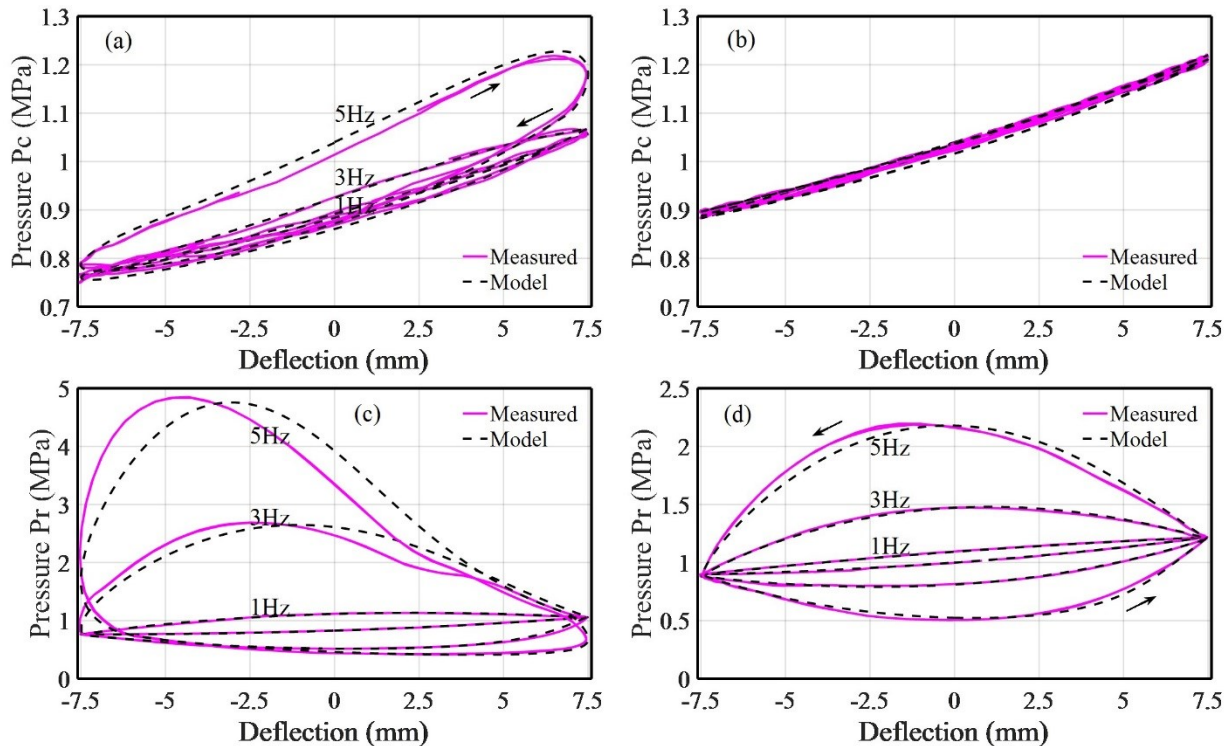 1.3
(a)
1.2
1.1
1
0.9
0.8
0.7
5Hz
3Hz
1Hz
Measured
Model
Pressure Pc (MPa)
-7.5 -5 -2.5 0 2.5 5 7.5
Deflection (mm)
1.3
(b)
1.2
1.1
1
0.9
0.8
0.7
Measured
Model
Pressure Pc (MPa)
-7.5 -5 -2.5 0 2.5 5 7.5
Deflection (mm)
5
(c)
4
3
2
1
0
5Hz
3Hz
1Hz
Measured
Model
Pressure Pr (MPa)
-7.5 -5 -2.5 0 2.5 5 7.5
Deflection (mm)
2.5
(d)
2
1.5
1
0.5
0
5Hz
3Hz
1Hz
Measured
Model
Pressure Pr (MPa)
-7.5 -5 -2.5 0 2.5 5 7.5
Deflection (mm)